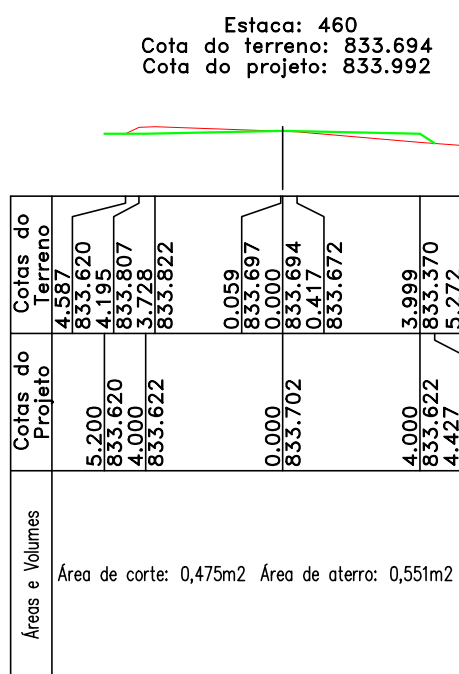 Estaca: 460
Cota do terreno: 833.694
Cota do projeto: 833.992
Cotas do
Terreno
4.587
833.620
4.195
833.807
3.728
833.822
0.059
833.697
0.000
833.694
0.417
833.672
3.999
833.370
5.272
Cotas do
Projeto
5.200
833.620
4.000
833.622
0.000
833.702
4.000
833.622
4.427
Áreas e Volumes
Área de corte: 0,475m2 Área de aterro: 0,551m2